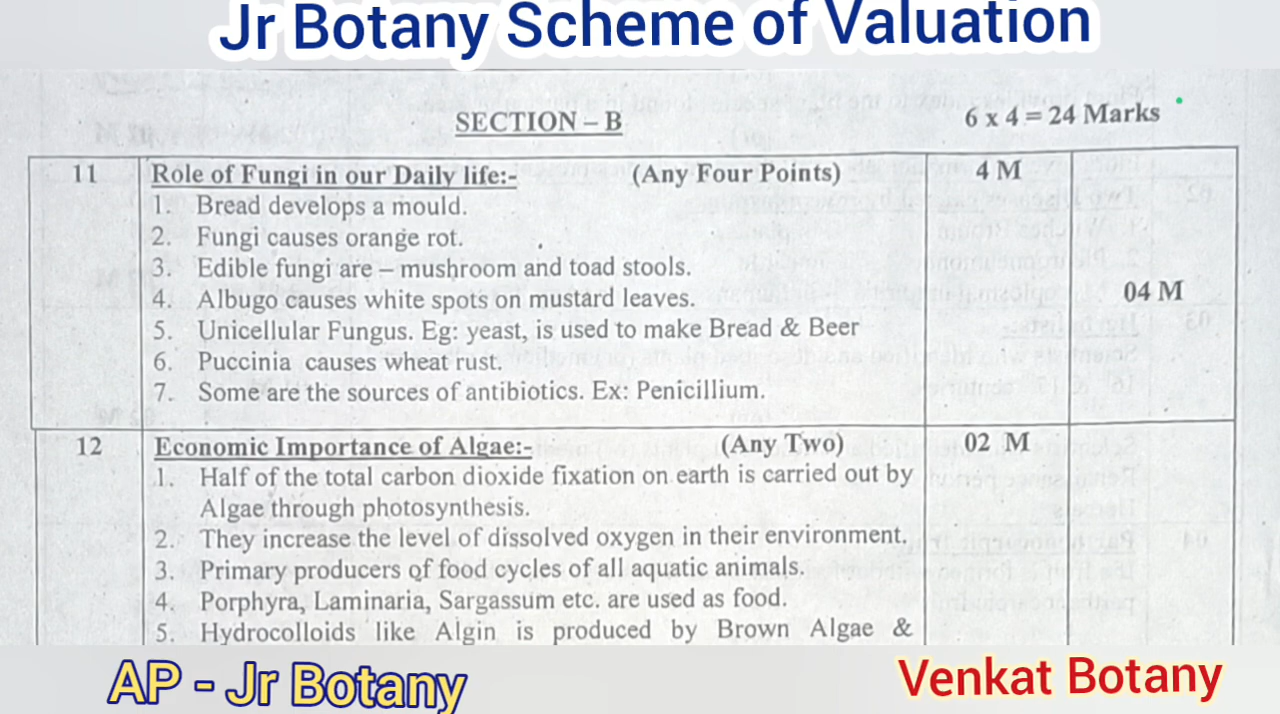 Jr Botany Scheme of Valuation
SECTION – B
6 x 4 = 24 Marks
11 Role of Fungi in our Daily life:- (Any Four Points) 4 M
1. Bread develops a mould.
2. Fungi causes orange rot.
3. Edible fungi are – mushroom and toad stools.
4. Albugo causes white spots on mustard leaves. 04 M
5. Unicellular Fungus. Eg: yeast, is used to make Bread & Beer
6. Puccinia causes wheat rust.
7. Some are the sources of antibiotics. Ex: Penicillium.
12 Economic Importance of Algae:- (Any Two) 02 M
1. Half of the total carbon dioxide fixation on earth is carried out by
Algae through photosynthesis.
2. They increase the level of dissolved oxygen in their environment.
3. Primary producers of food cycles of all aquatic animals.
4. Porphyra, Laminaria, Sargassum etc. are used as food.
5. Hydrocolloids like Algin is produced by Brown Algae &
AP - Jr Botany
Venkat Botany